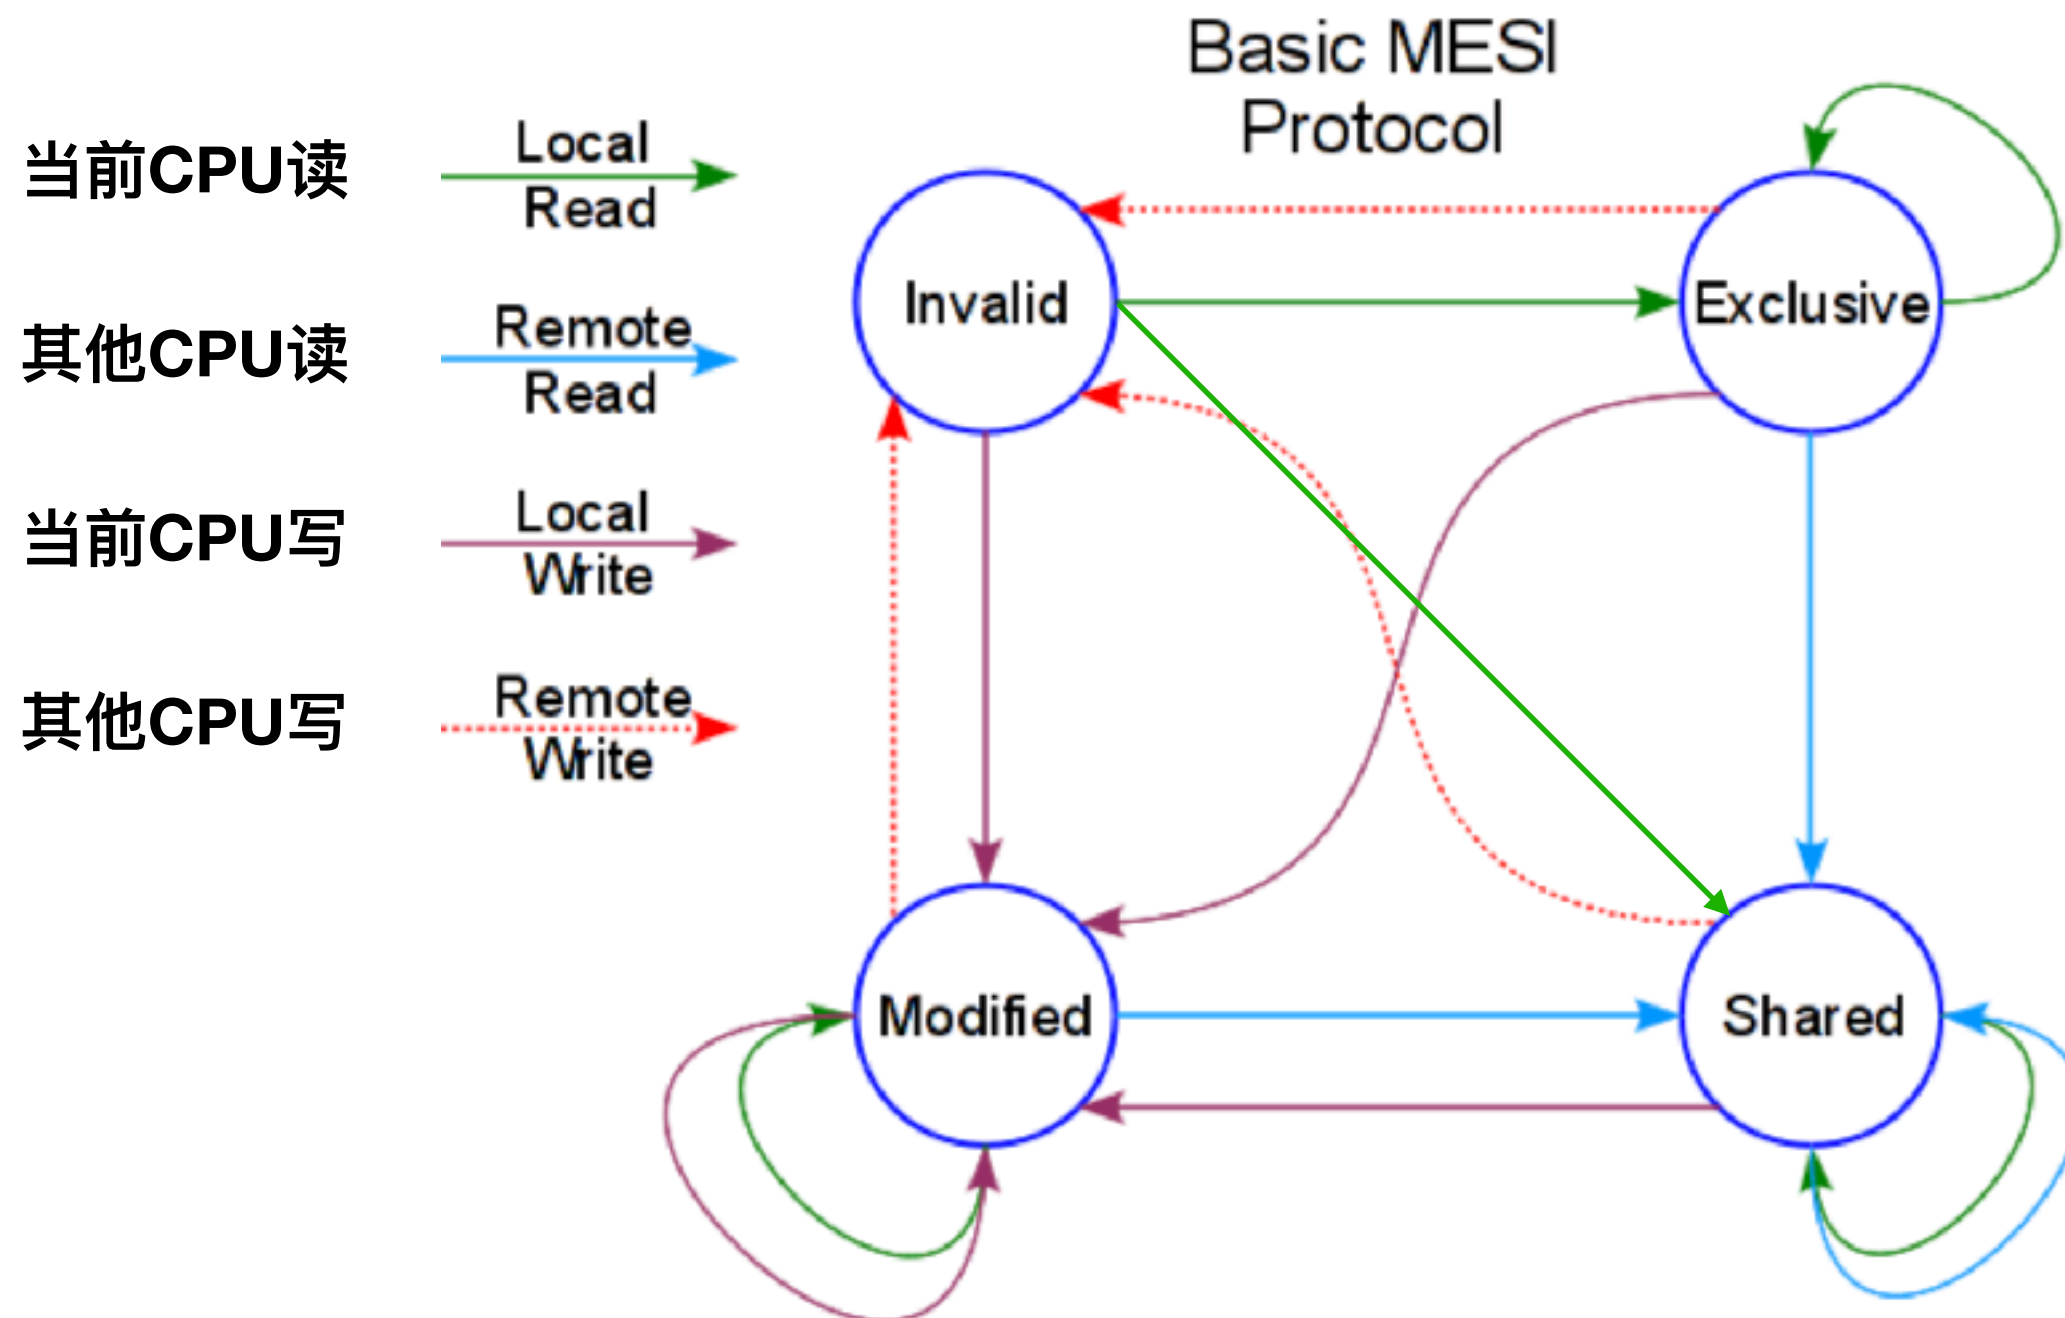 Basic MESI
Protocol
当前CPU读
Local
Read
其他CPU读
Remote
Read
当前CPU写
Local
Write
其他CPU写
Remote
Write
Invalid
Exclusive
Modified
Shared